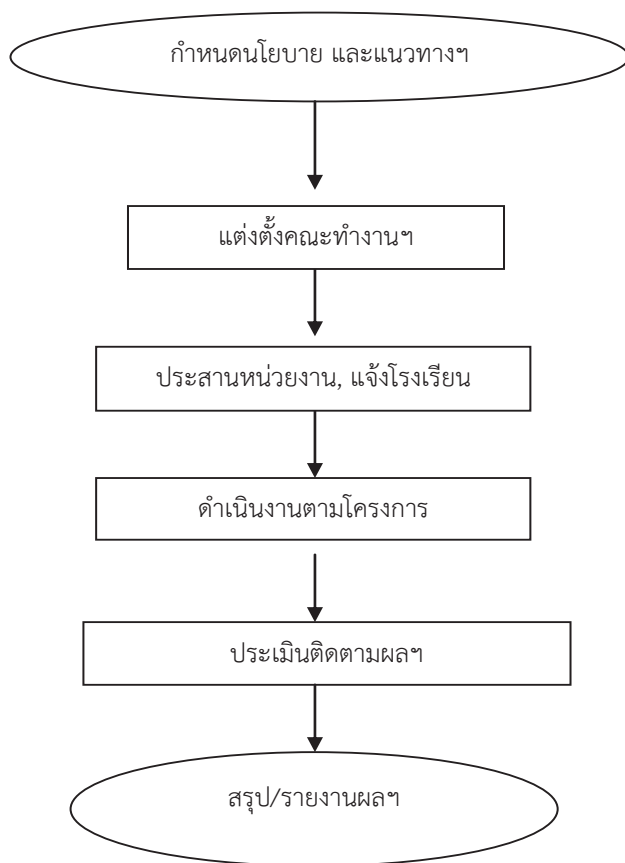 กำหนดนโยบาย และแนวทางฯ
แต่งตั้งคณะทำงานฯ
ประสานหน่วยงาน, แจ้งโรงเรียน
ดำเนินงานตามโครงการ
ประเมินติดตามผลฯ
สรุป/รายงานผลฯ